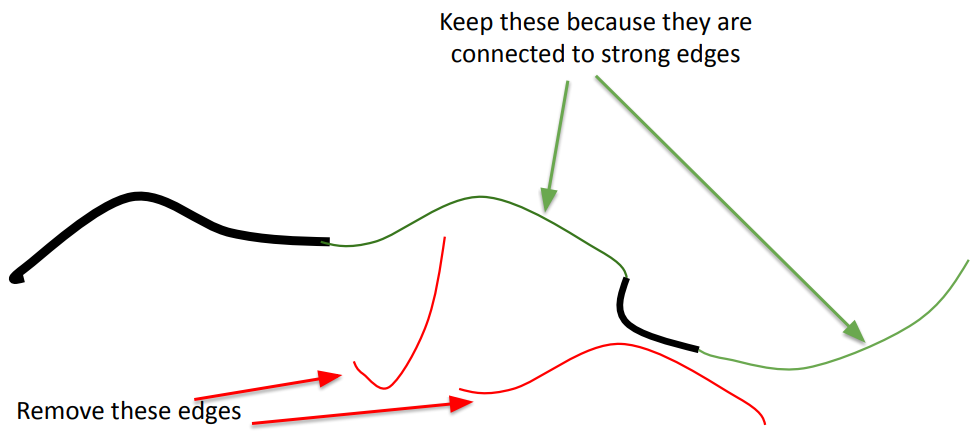 Keep these because they are
connected to strong edges
Remove these edges